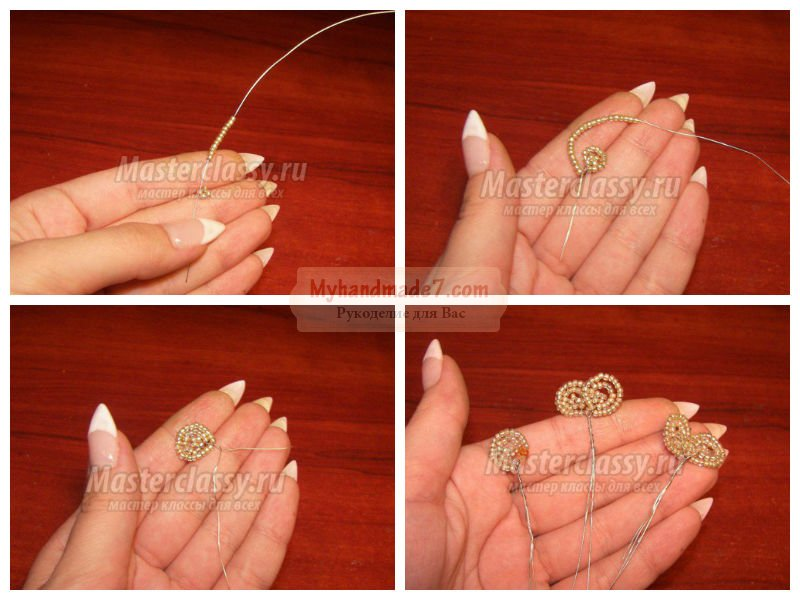 Masterclassy.ru
мастер классы для всех
Masterclassy.ru
мастер классы для всех
Myhandmade7.com
Рукоделие для Вас
Masterclassy.ru
мастер классы для всех
Masterclassy.ru
мастер классы для всех